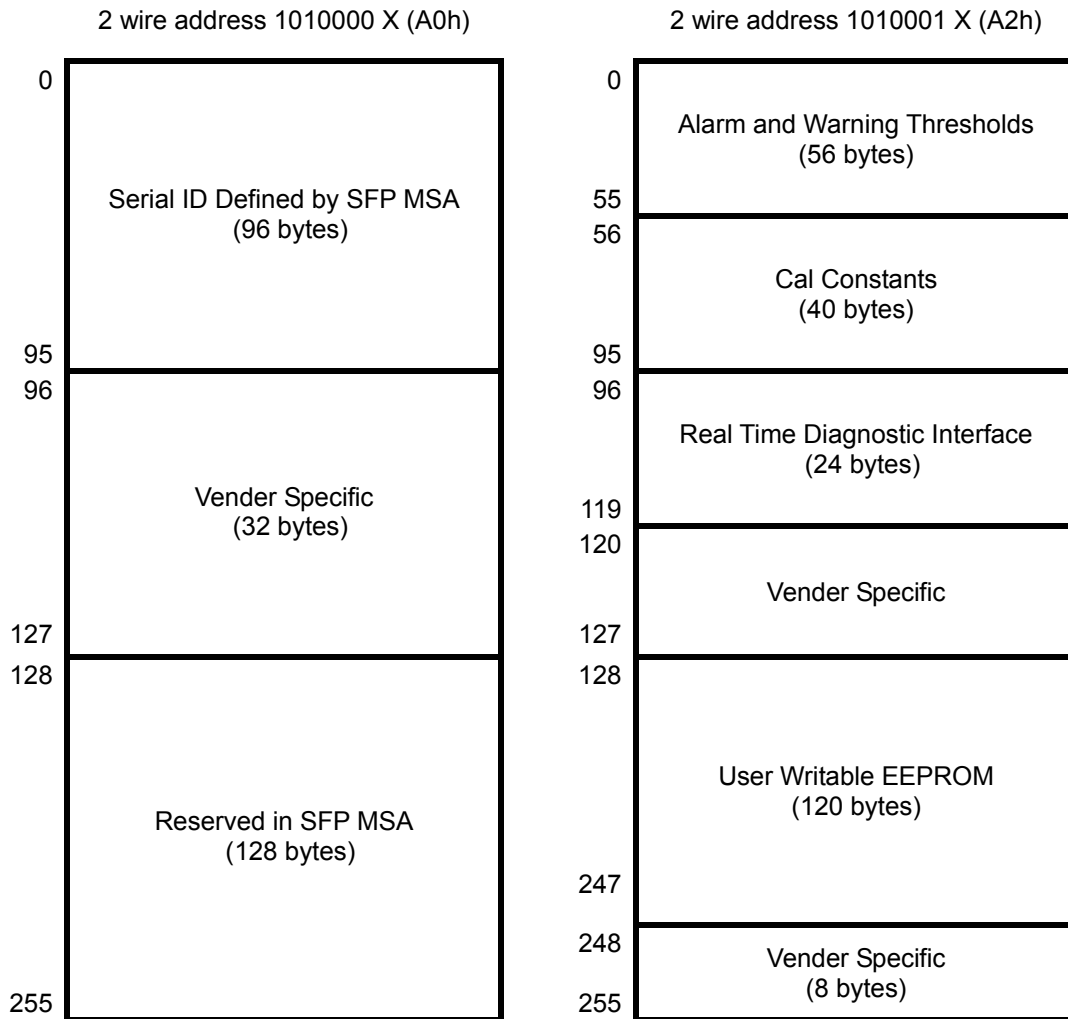 2 wire address 1010000 X (A0h)
0
Serial ID Defined by SFP MSA
(96 bytes)
95
96
Vender Specific
(32 bytes)
127
128
Reserved in SFP MSA
(128 bytes)
255
2 wire address 1010001 X (A2h)
0
Alarm and Warning Thresholds
(56 bytes)
55
56
Cal Constants
(40 bytes)
95
96
Real Time Diagnostic Interface
(24 bytes)
119
120
Vender Specific
127
128
User Writable EEPROM
(120 bytes)
247
248
Vender Specific
(8 bytes)
255